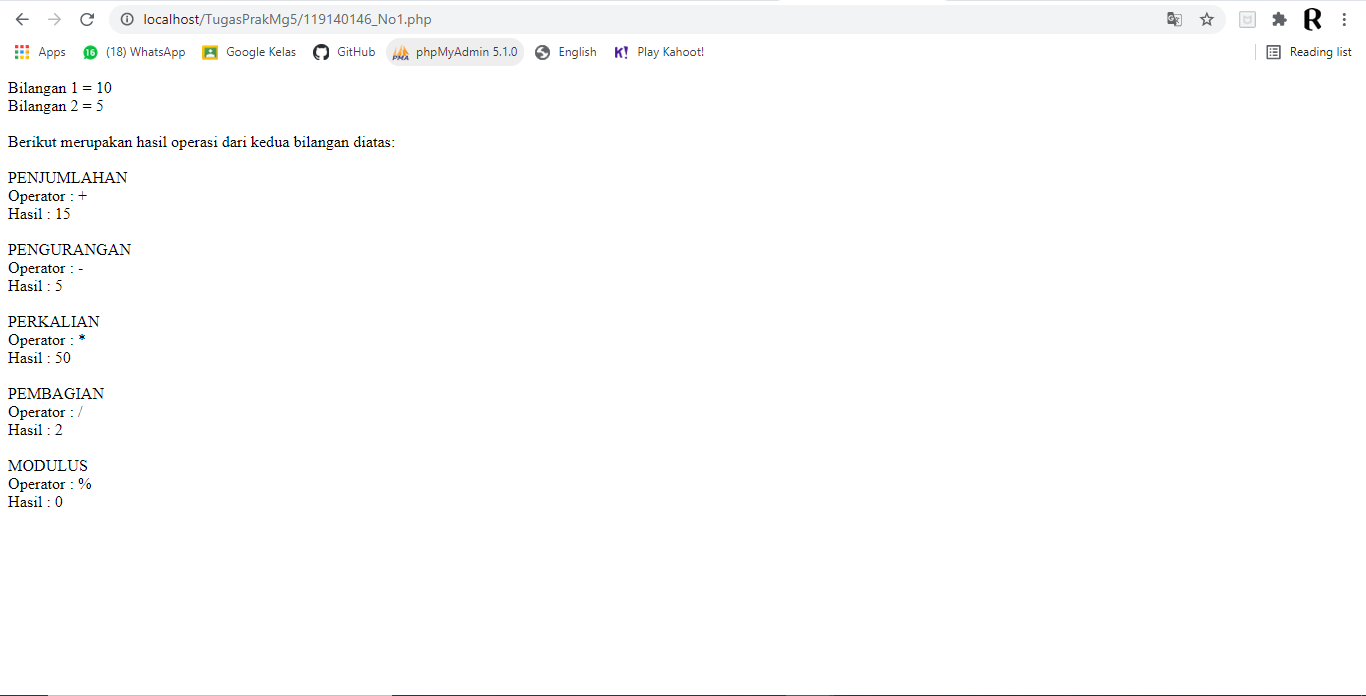 localhost/TugasPrakMg5/119140146_No1.php
Apps 16 (18) WhatsApp Google Kelas GitHub PMA phpMyAdmin 5.1.0 English K! Play Kahoot! Reading list
Bilangan 1 = 10
Bilangan 2 = 5
Berikut merupakan hasil operasi dari kedua bilangan diatas:
PENJUMLAHAN
Operator : +
Hasil : 15
PENGURANGAN
Operator : -
Hasil : 5
PERKALIAN
Operator : *
Hasil : 50
PEMBAGIAN
Operator : /
Hasil : 2
MODULUS
Operator : %
Hasil : 0